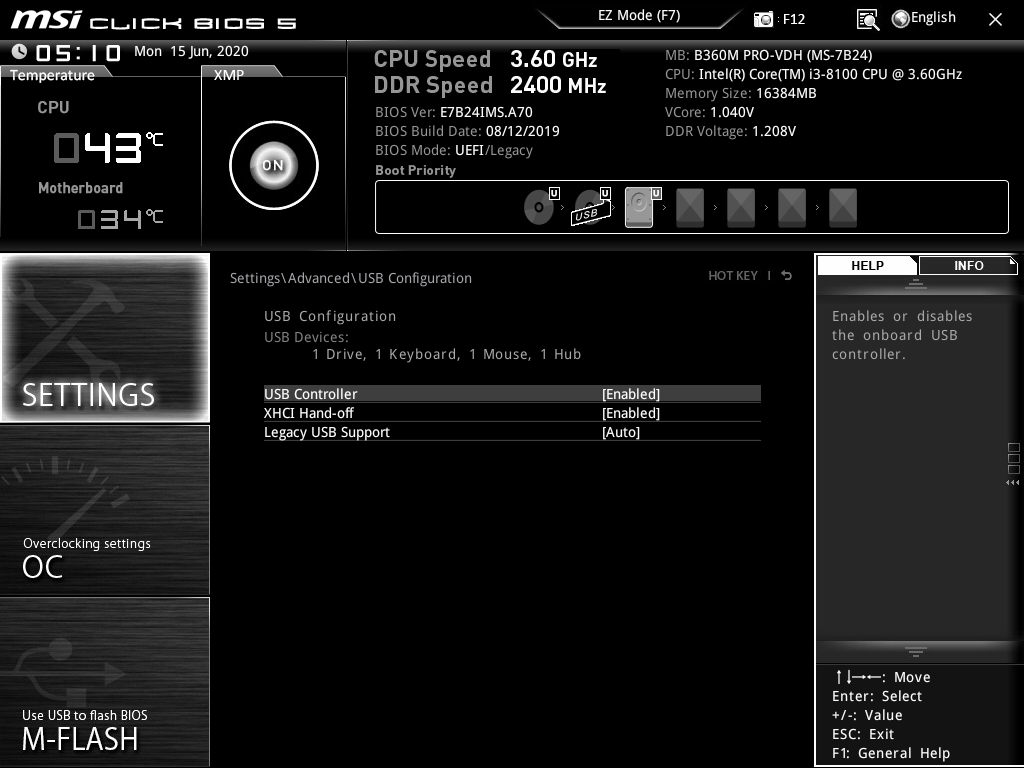 msi CLICK BIOS 5
EZ Mode (F7)
: F12
English
05:10 Mon 15 Jun, 2020
Temperature
CPU
043°C
Motherboard
034°C
XMP
ON
CPU Speed 3.60 GHz
DDR Speed 2400 MHz
BIOS Ver: E7B24IMS.A70
BIOS Build Date: 08/12/2019
BIOS Mode: UEFI/Legacy
Boot Priority
MB: B360M PRO-VDH (MS-7B24)
CPU: Intel(R) Core(TM) i3-8100 CPU @ 3.60GHz
Memory Size: 16384MB
VCore: 1.040V
DDR Voltage: 1.208V
U
U
USB
U
SETTINGS
Overclocking settings
OC
Use USB to flash BIOS
M-FLASH
Settings\Advanced\USB Configuration
HOT KEY |
USB Configuration
USB Devices:
1 Drive, 1 Keyboard, 1 Mouse, 1 Hub
USB Controller [Enabled]
XHCI Hand-off [Enabled]
Legacy USB Support [Auto]
HELP
INFO
Enables or disables
the onboard USB
controller.
↑↓→←: Move
Enter: Select
+/-: Value
ESC: Exit
F1: General Help